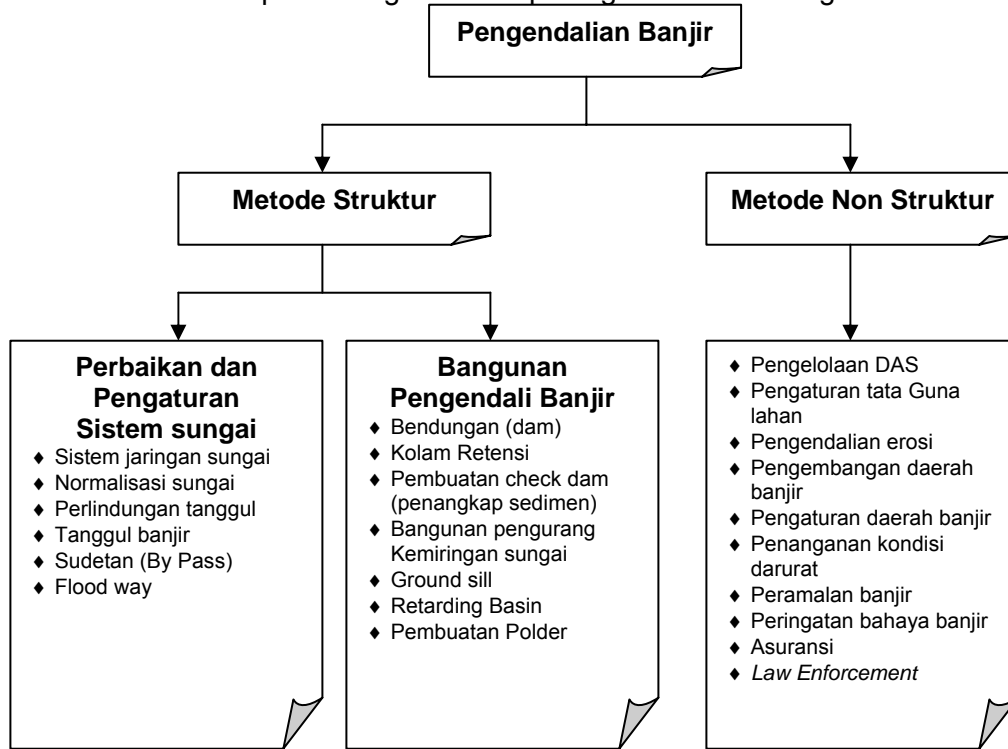 Pengendalian Banjir
Metode Struktur
Metode Non Struktur
Perbaikan dan
Pengaturan
Sistem sungai
♦ Sistem jaringan sungai
♦ Normalisasi sungai
♦ Perlindungan tanggul
♦ Tanggul banjir
♦ Sudetan (By Pass)
♦ Flood way
Bangunan
Pengendali Banjir
♦ Bendungan (dam)
♦ Kolam Retensi
♦ Pembuatan check dam
(penangkap sedimen)
♦ Bangunan pengurang
Kemiringan sungai
♦ Ground sill
♦ Retarding Basin
♦ Pembuatan Polder
♦ Pengelolaan DAS
♦ Pengaturan tata Guna
lahan
♦ Pengendalian erosi
♦ Pengembangan daerah
banjir
♦ Pengaturan daerah banjir
♦ Penanganan kondisi
darurat
♦ Peramalan banjir
♦ Peringatan bahaya banjir
♦ Asuransi
♦ Law Enforcement